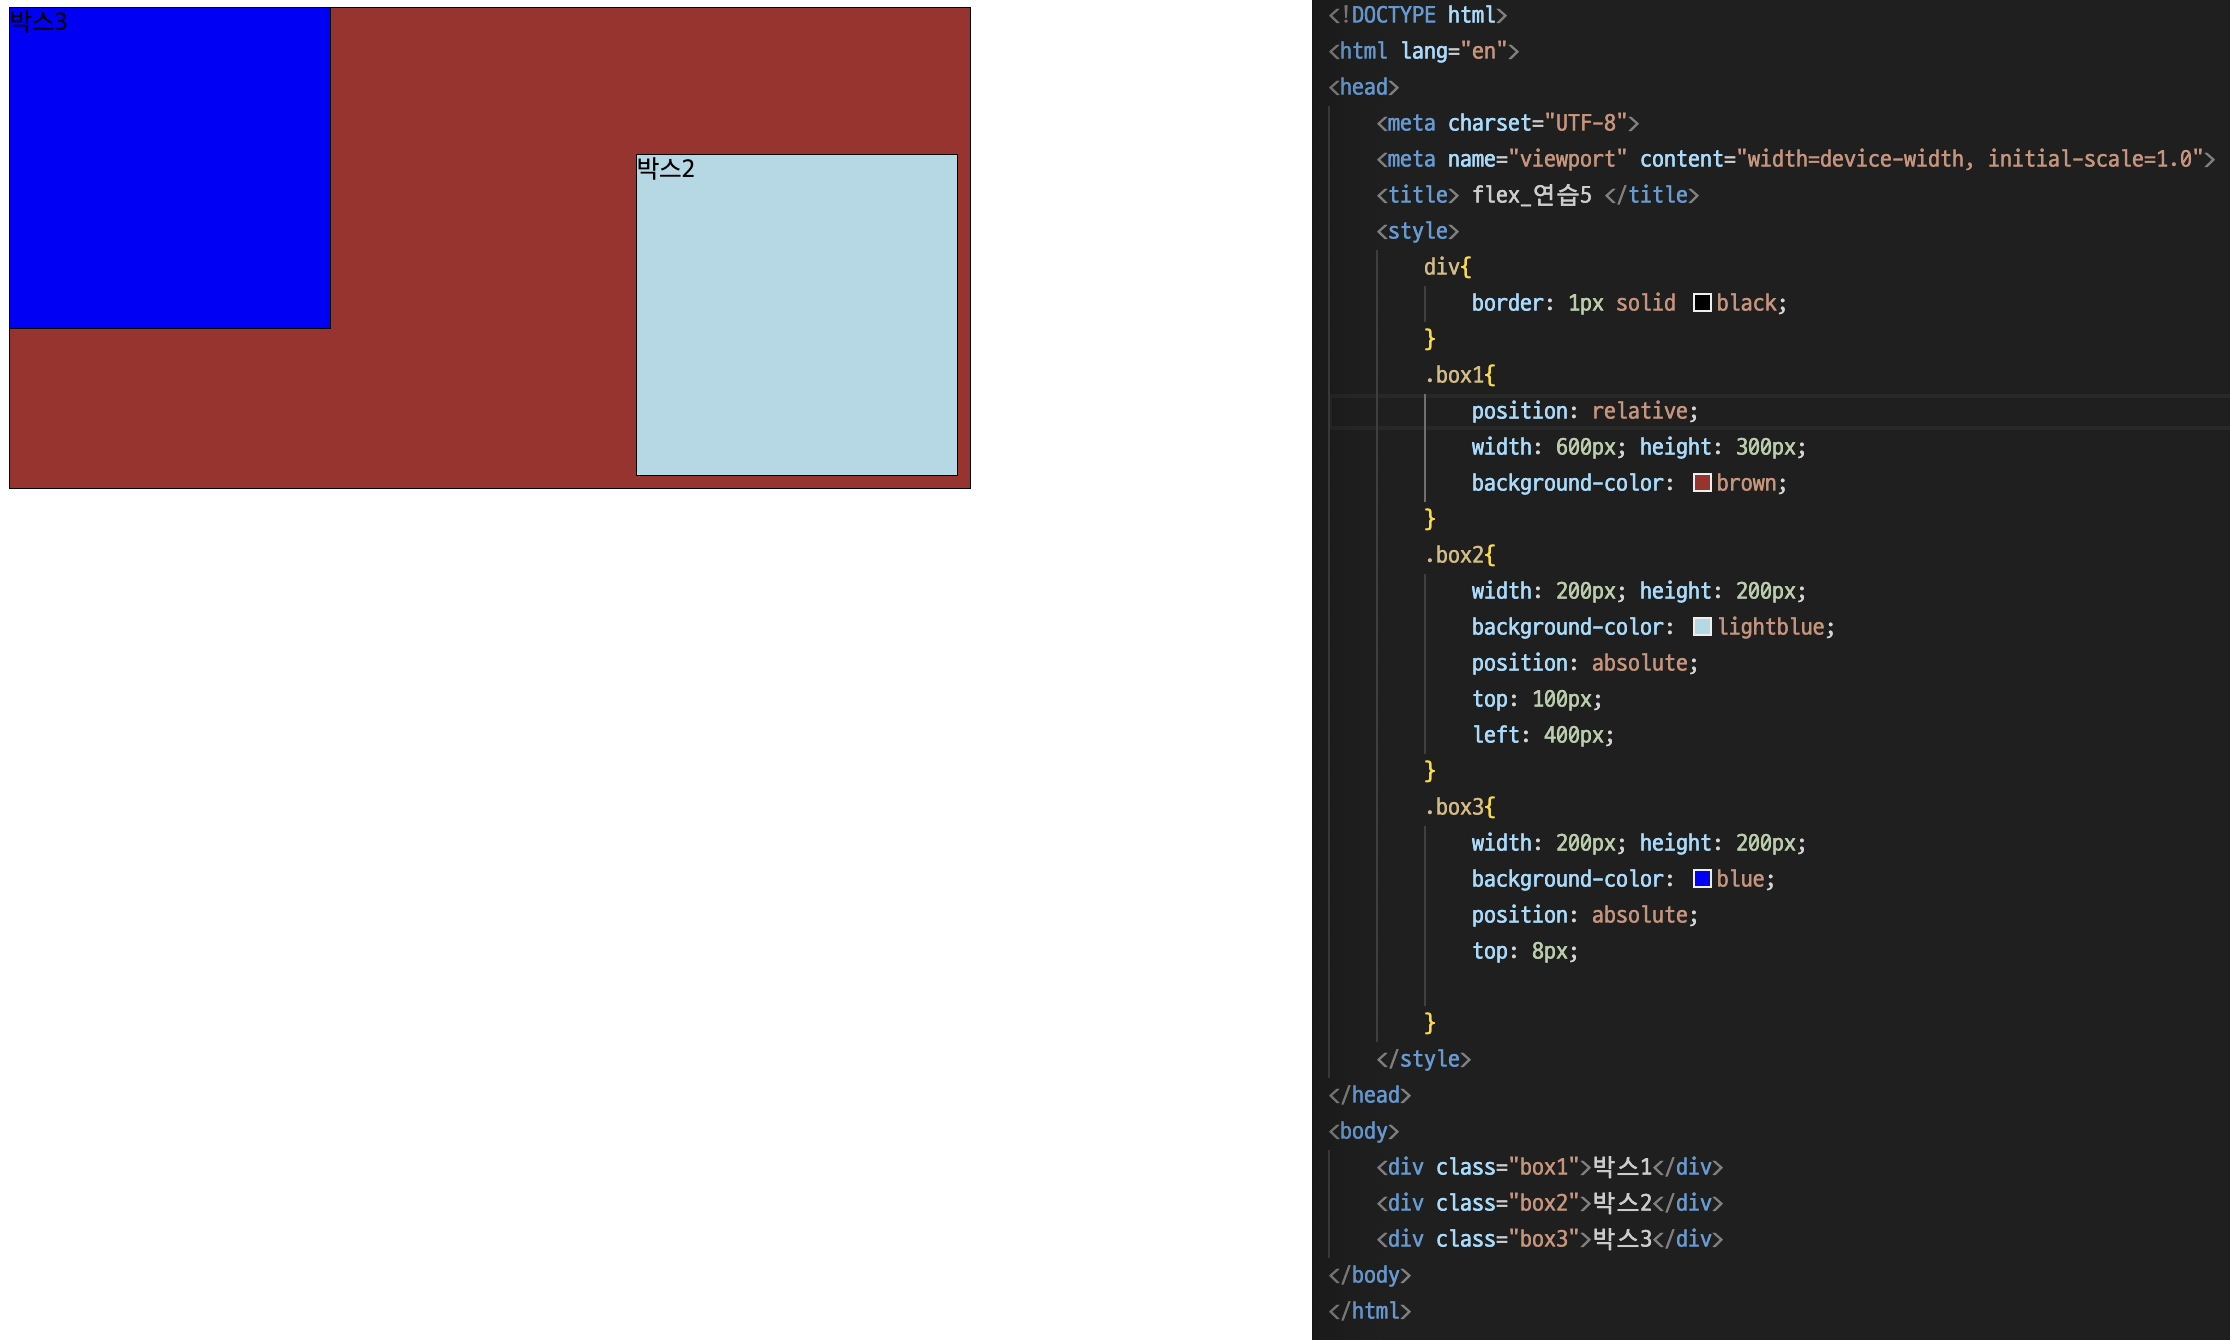 박스3
박스2
<!DOCTYPE html>
<html lang="en">
<head>
    <meta charset="UTF-8">
    <meta name="viewport" content="width=device-width, initial-scale=1.0">
    <title> flex_연습5 </title>
    <style>
        div{
            border: 1px solid black;
        }
        .box1{
            position: relative;
            width: 600px; height: 300px;
            background-color: brown;
        }
        .box2{
            width: 200px; height: 200px;
            background-color: lightblue;
            position: absolute;
            top: 100px;
            left: 400px;
        }
        .box3{
            width: 200px; height: 200px;
            background-color: blue;
            position: absolute;
            top: 8px;
        }
    </style>
</head>
<body>
    <div class="box1">박스1</div>
    <div class="box2">박스2</div>
    <div class="box3">박스3</div>
</body>
</html>